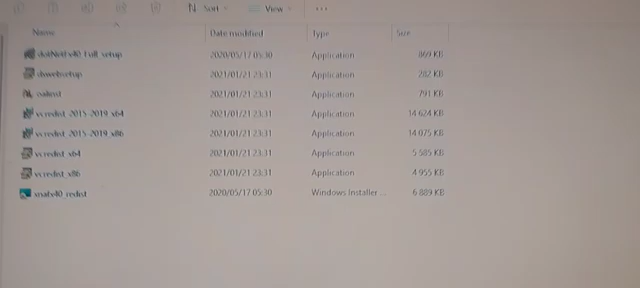 Sort View ...
Name Date modified Type Size
dotNetFx40_Full_setup 2020/05/17 05:30 Application 869 KB
dxwebsetup 2021/01/21 23:31 Application 282 KB
oalinst 2021/01/21 23:31 Application 791 KB
vcredist_2015-2019_x64 2021/01/21 23:31 Application 14 624 KB
vcredist_2015-2019_x86 2021/01/21 23:31 Application 14 075 KB
vcredist_x64 2021/01/21 23:31 Application 5 585 KB
vcredist_x86 2021/01/21 23:31 Application 4 955 KB
xnafx40_redist 2020/05/17 05:30 Windows Installer ... 6 889 KB